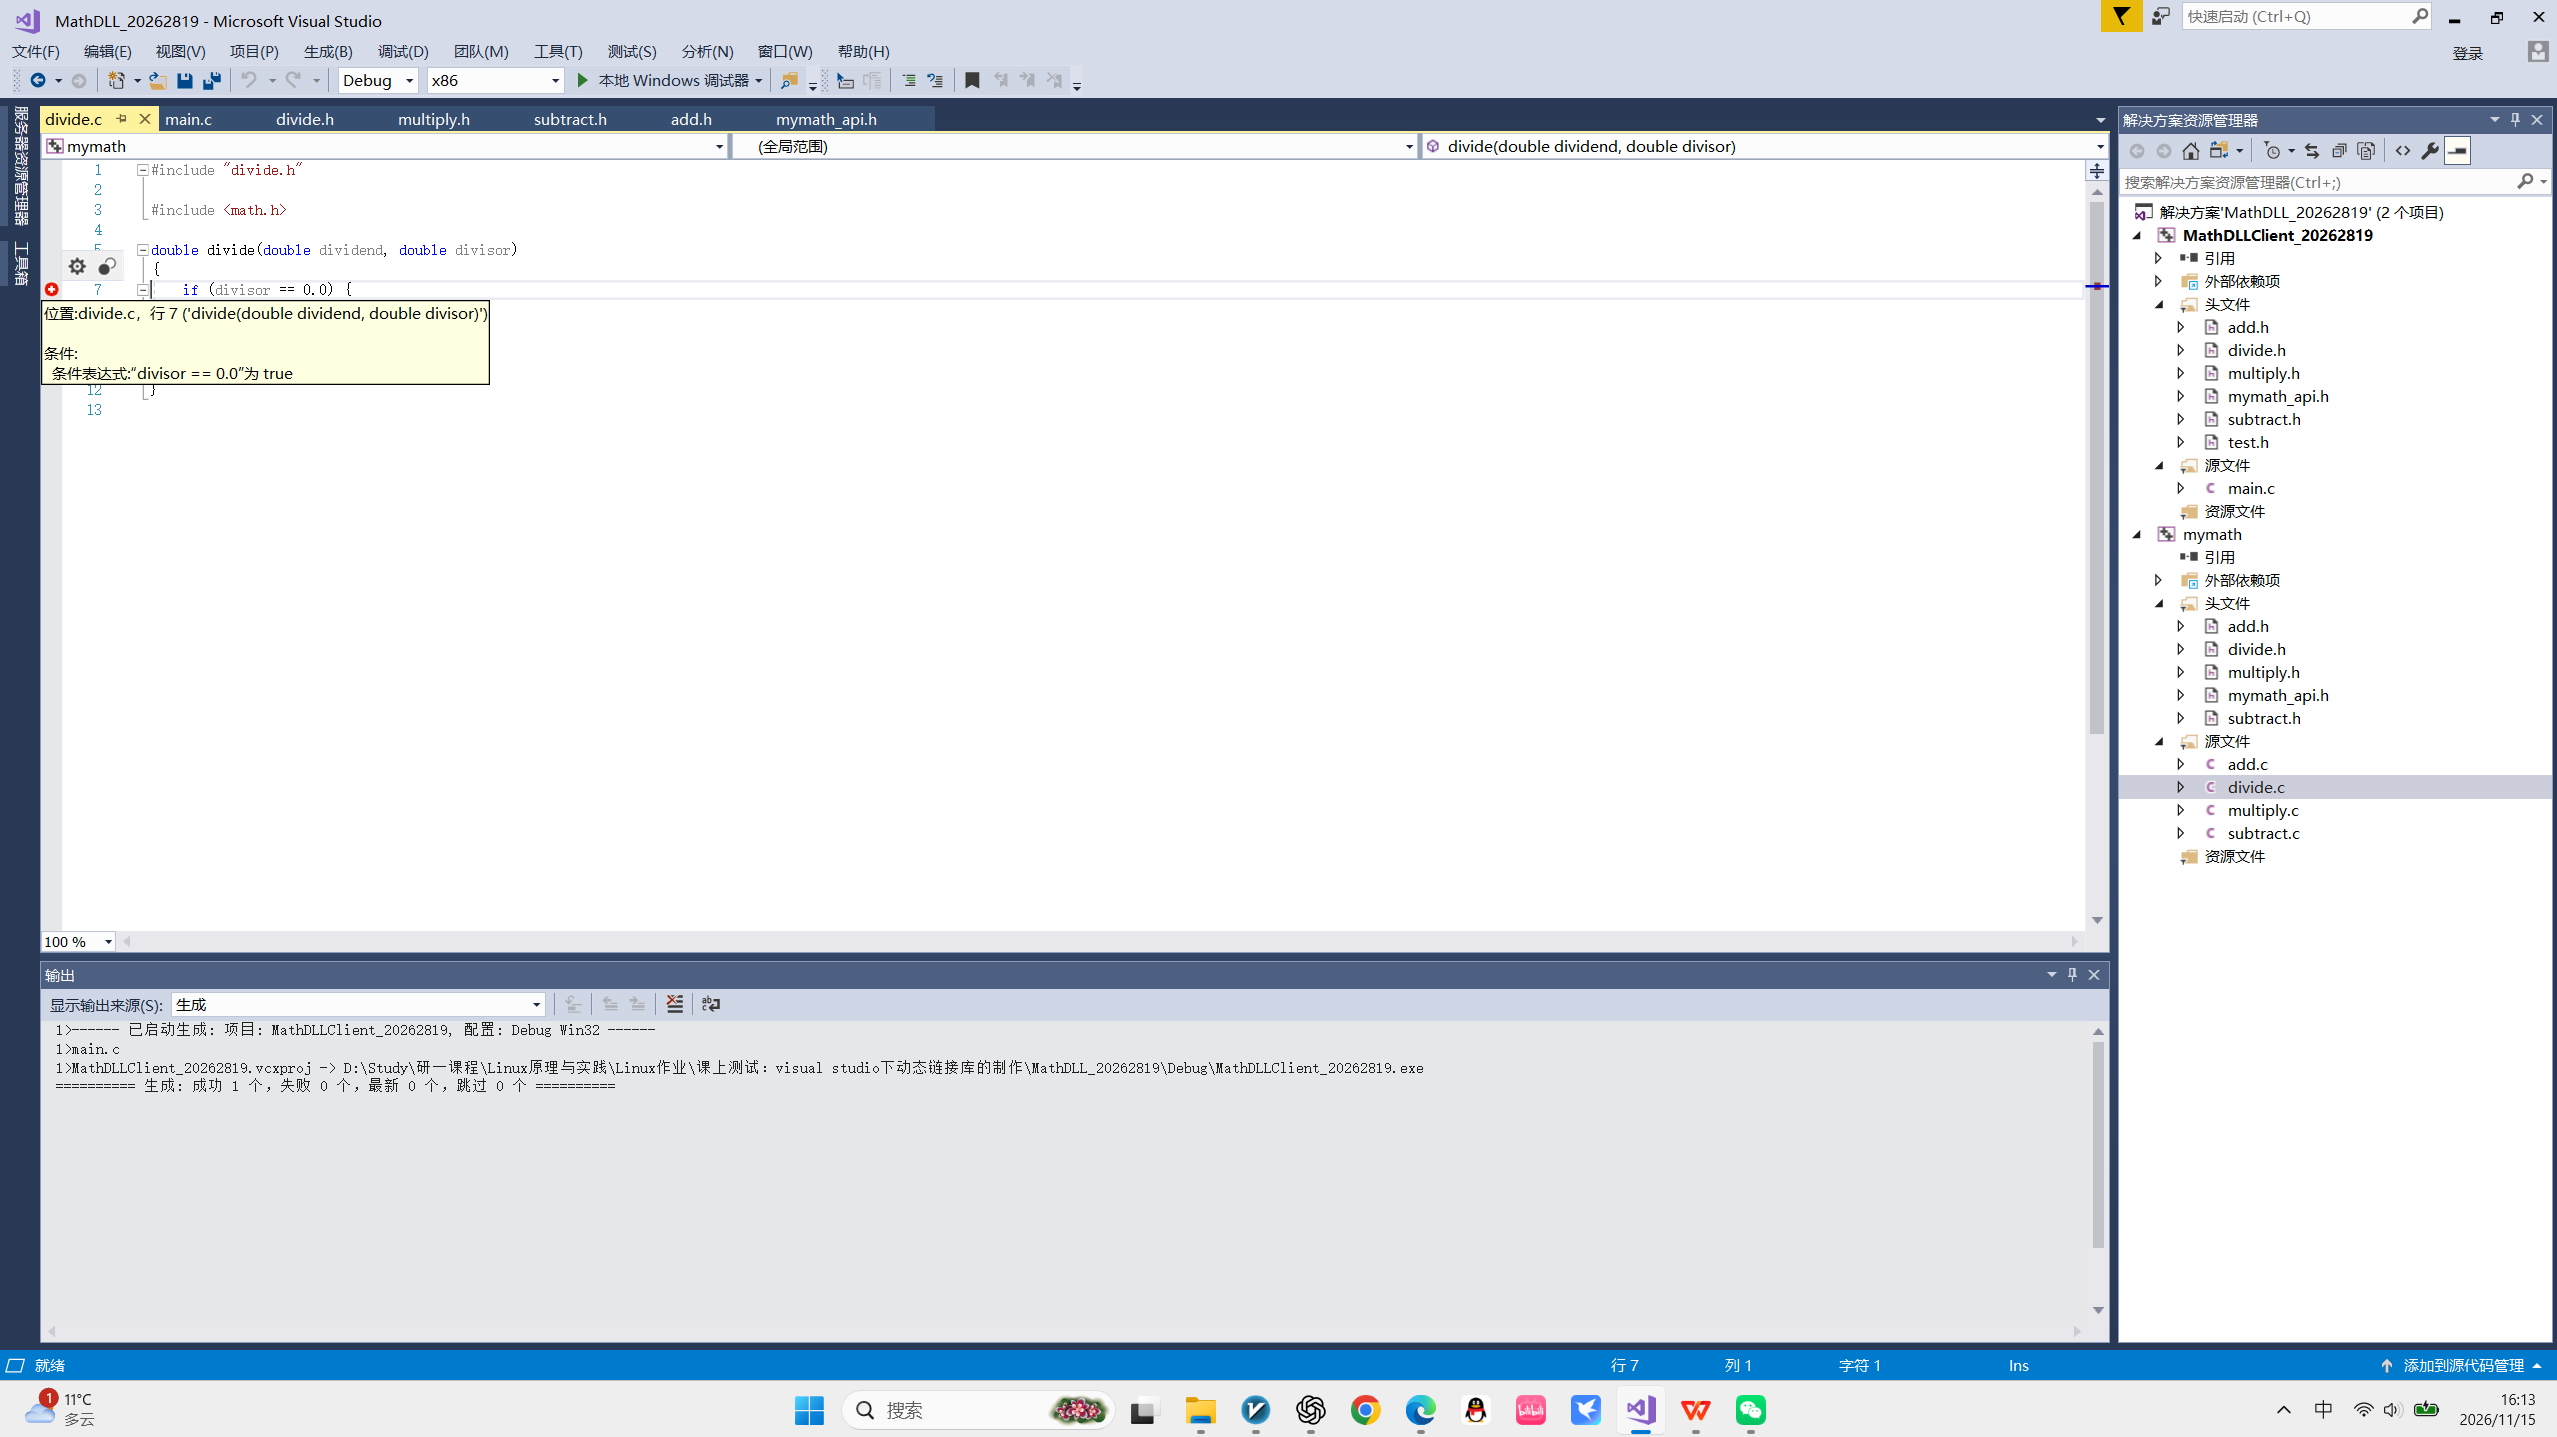 MathDLL_20262819 - Microsoft Visual Studio
快速启动 (Ctrl+Q)
文件(F) 编辑(E) 视图(V) 项目(P) 生成(B) 调试(D) 团队(M) 工具(T) 测试(S) 分析(N) 窗口(W) 帮助(H)
登录
Debug x86 本地 Windows 调试器
服务器资源管理器
工具箱
divide.c main.c divide.h multiply.h subtract.h add.h mymath_api.h
mymath (全局范围) divide(double dividend, double divisor)
1 #include "divide.h"
2
3 #include <math.h>
4
5 double divide(double dividend, double divisor)
{
7 if (divisor == 0.0) {
位置:divide.c, 行 7 ('divide(double dividend, double divisor)')
条件:
条件表达式:“divisor == 0.0”为 true
12 }
13
100 %
输出
显示输出来源(S): 生成
1>------ 已启动生成: 项目: MathDLLClient_20262819, 配置: Debug Win32 ------
1>main.c
1>MathDLLClient_20262819.vcxproj -> D:\Study\研一课程\Linux原理与实践\Linux作业\课上测试：visual studio下动态链接库的制作\MathDLL_20262819\Debug\MathDLLClient_20262819.exe
========== 生成: 成功 1 个，失败 0 个，最新 0 个，跳过 0 个 ==========
解决方案资源管理器
搜索解决方案资源管理器(Ctrl+;)
解决方案'MathDLL_20262819' (2 个项目)
MathDLLClient_20262819
引用
外部依赖项
头文件
add.h
divide.h
multiply.h
mymath_api.h
subtract.h
test.h
源文件
main.c
资源文件
mymath
引用
外部依赖项
头文件
add.h
divide.h
multiply.h
mymath_api.h
subtract.h
源文件
add.c
divide.c
multiply.c
subtract.c
资源文件
就绪 行 7 列 1 字符 1 Ins 添加到源代码管理
1
11°C
多云
搜索
bilibili
中
16:13
2026/11/15